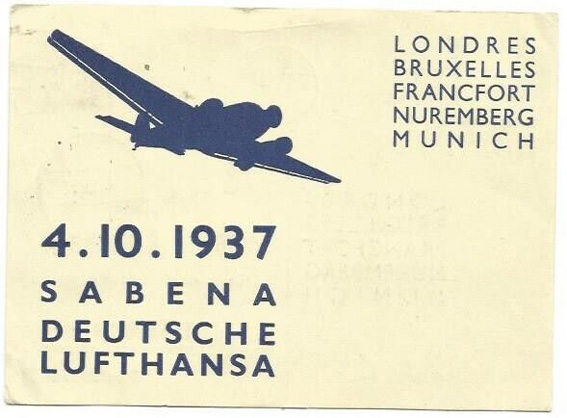 LONDRES
BRUXELLES
FRANCFORT
NUREMBERG
MUNICH
4.10.1937
SABENA
DEUTSCHE
LUFTHANSA